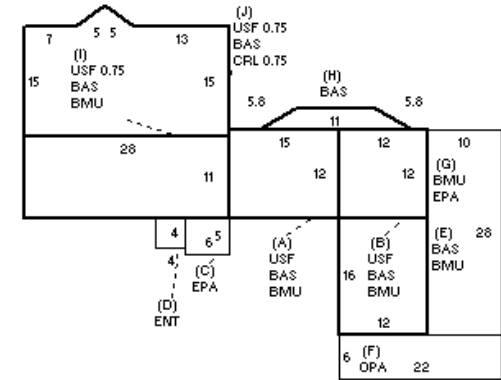 (J)
USF 0.75
BAS
CRL 0.75
7
5 5
13
(I)
USF 0.75
BAS
BMU
15
15
(H)
BAS
5.8
5.8
11
28
15
12
10
11
12
12
(G)
BMU
EPA
4
6
5
4
(C)
EPA
(D)
ENT
(A)
USF
BAS
BMU
(B)
USF
BAS
BMU
16
12
(E)
BAS
BMU
28
6
(F)
OPA
22